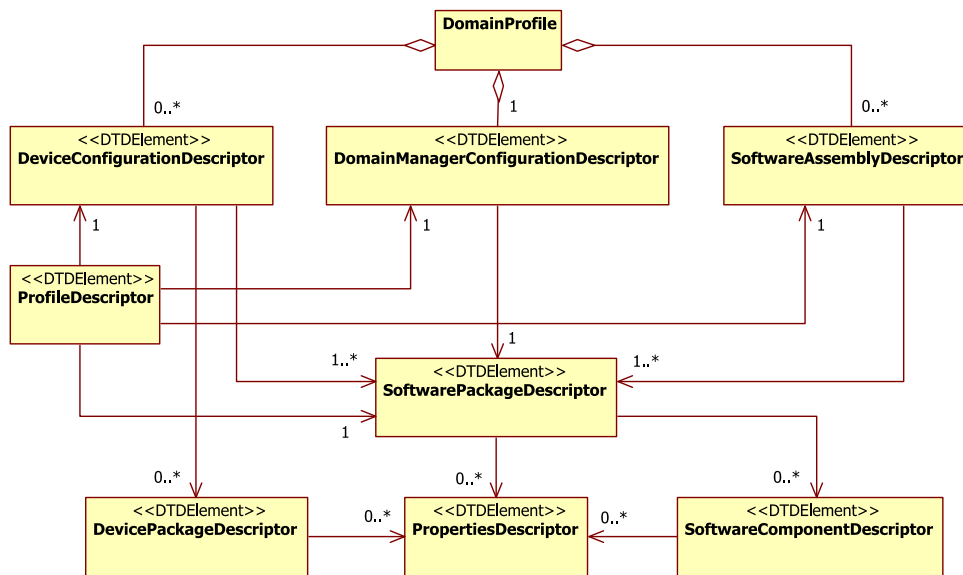 DomainProfile
0..*
1
0..*
<<DTDElement>>
DeviceConfigurationDescriptor
<<DTDElement>>
DomainManagerConfigurationDescriptor
<<DTDElement>>
SoftwareAssemblyDescriptor
1
1
1
<<DTDElement>>
ProfileDescriptor
1
1..*
1..*
<<DTDElement>>
SoftwarePackageDescriptor
1
0..*
0..*
0..*
<<DTDElement>>
DevicePackageDescriptor
0..*
<<DTDElement>>
PropertiesDescriptor
0..*
<<DTDElement>>
SoftwareComponentDescriptor